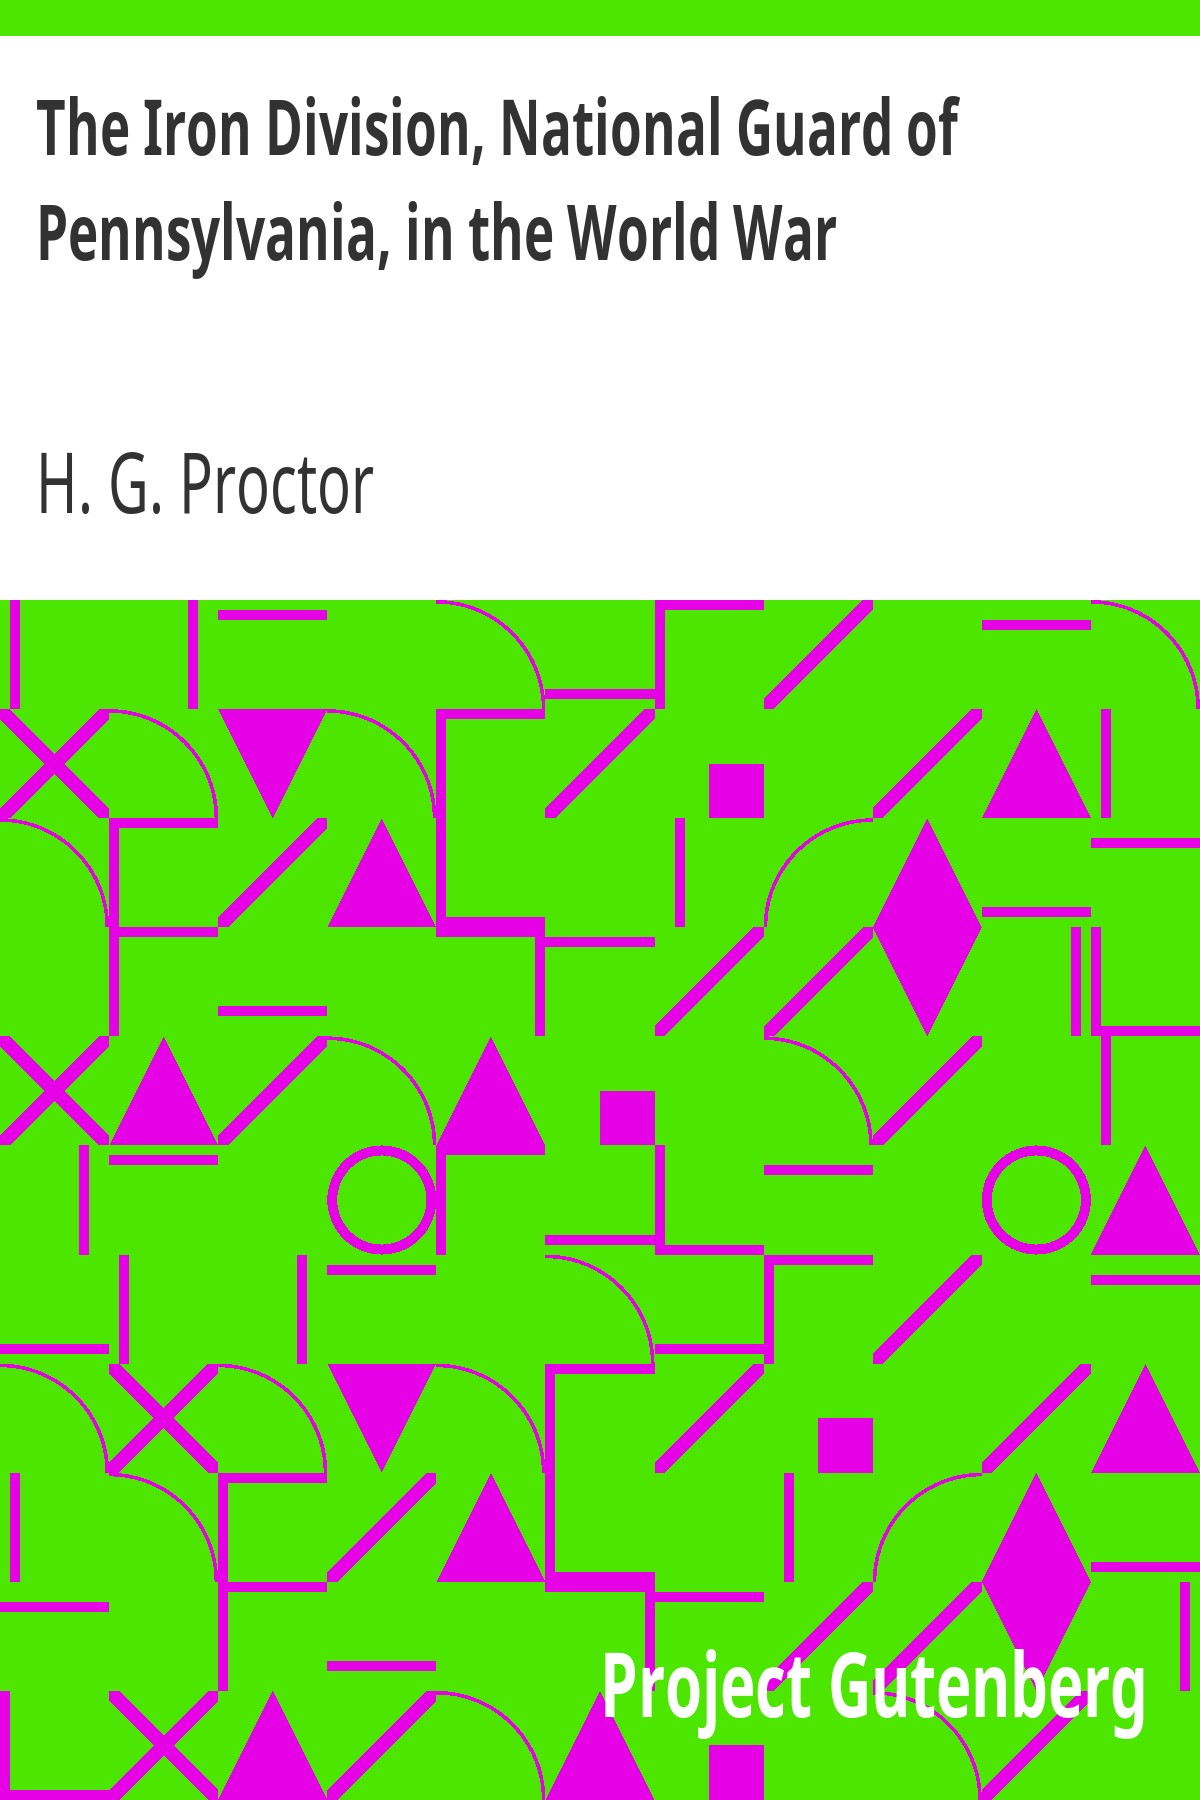 The Iron Division, National Guard of
Pennsylvania, in the World War
H. G. Proctor
Project Gutenberg